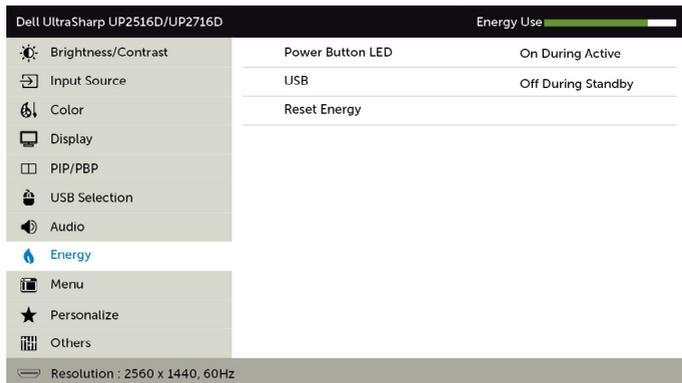 Dell UltraSharp UP2516D/UP2716D Energy Use
Brightness/Contrast Power Button LED On During Active
Input Source USB Off During Standby
Color Reset Energy
Display
PIP/PBP
USB Selection
Audio
Energy
Menu
Personalize
Others
Resolution : 2560 x 1440, 60Hz